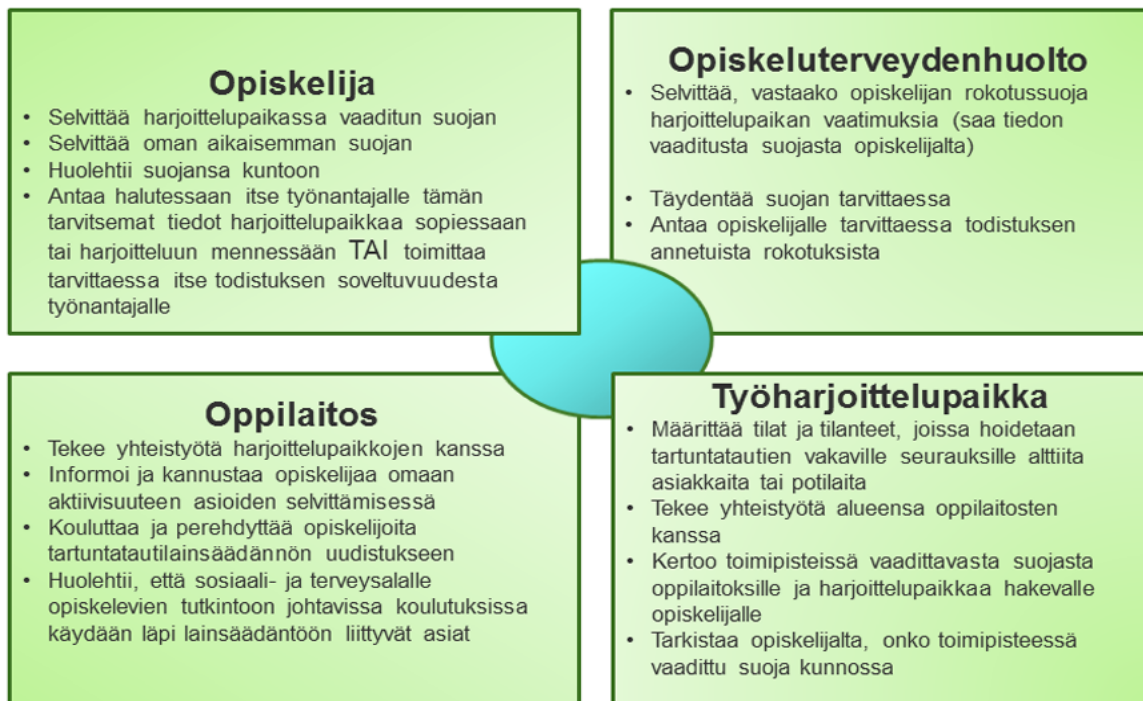 Opiskelija
• Selvittää harjoittelupaikassa vaaditun suojan
• Selvittää oman aikaisemman suojan
• Huolehtii suojansa kuntoon
• Antaa halutessaan itse työnantajalle tämän
tarvitsemat tiedot harjoittelupaikkaa sopiessaan
tai harjoitteluun mennessään TAI toimittaa
tarvittaessa itse todistuksen soveltuvuudesta
työnantajalle
Opiskeluterveydenhuolto
• Selvittää, vastaako opiskelijan rokotussuoja
harjoittelupaikan vaatimuksia (saa tiedon
vaaditusta suojasta opiskelijalta)
• Täydentää suojan tarvittaessa
• Antaa opiskelijalle tarvittaessa todistuksen
annetuista rokotuksista
Oppilaitos
• Tekee yhteistyötä harjoittelupaikkojen kanssa
• Informoi ja kannustaa opiskelijaa omaan
aktiivisuuteen asioiden selvittämisessä
• Kouluttaa ja perehdyttää opiskelijoita
tartuntatautilainsäädännön uudistukseen
• Huolehtii, että sosiaali- ja terveysalalle
opiskelevien tutkintoon johtavissa koulutuksissa
käydään läpi lainsäädäntöön liittyvät asiat
Työharjoittelupaikka
• Määrittää tilat ja tilanteet, joissa hoidetaan
tartuntatautien vakaville seurauksille alttiita
asiakkaita tai potilaita
• Tekee yhteistyötä alueensa oppilaitosten
kanssa
• Kertoo toimipisteissä vaadittavasta suojasta
oppilaitoksille ja harjoittelupaikkaa hakevalle
opiskelijalle
• Tarkistaa opiskelijalta, onko toimipisteessä
vaadittu suoja kunnossa